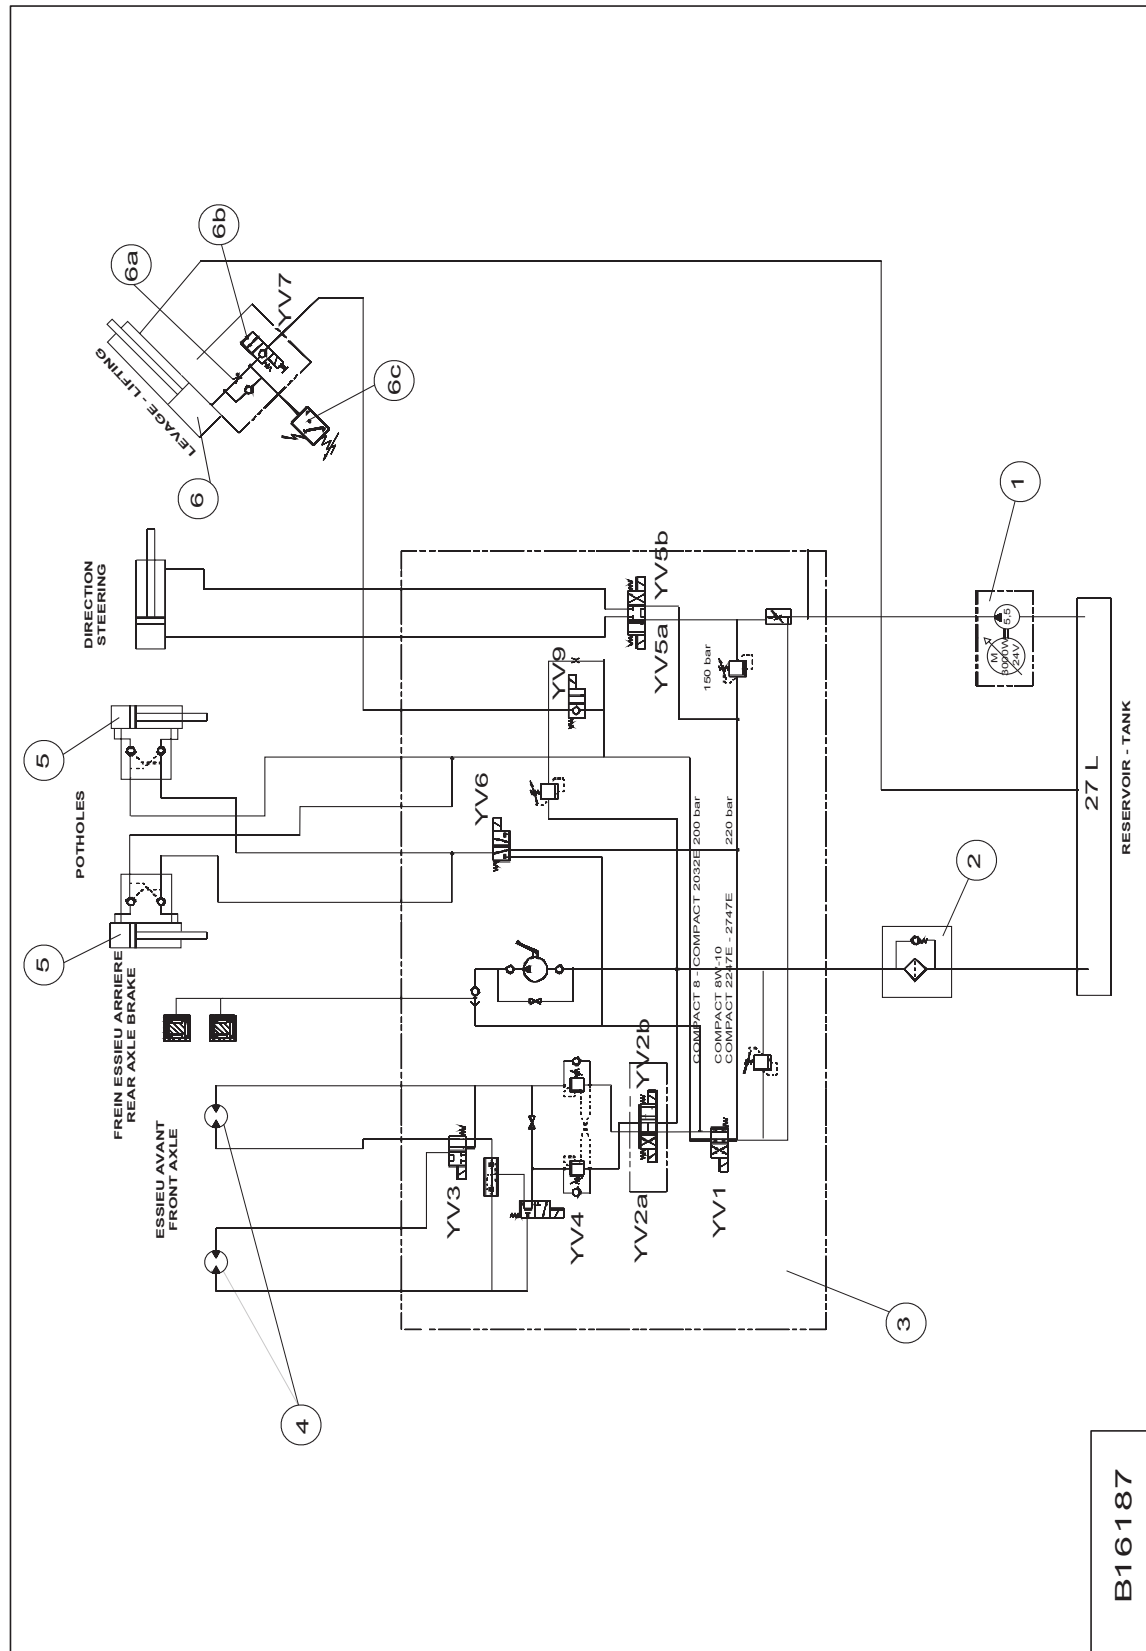 LEVAGE - LIFTING
6
6a
6b
6c
YV7
DIRECTION
STEERING
5
POTHOLES
5
FREIN ESSIEU ARRIERE
REAR AXLE BRAKE
ESSIEU AVANT
FRONT AXLE
4
YV5b
YV5a
150 bar
YV9
YV6
COMPACT 8 - COMPACT 2032E 200 bar
COMPACT 8W-10
COMPACT 2247E - 2747E 220 bar
YV2b
YV2a
YV3
YV4
YV1
3
1
M
3000W
24V
5,5
2
27 L
RESERVOIR - TANK
B16187